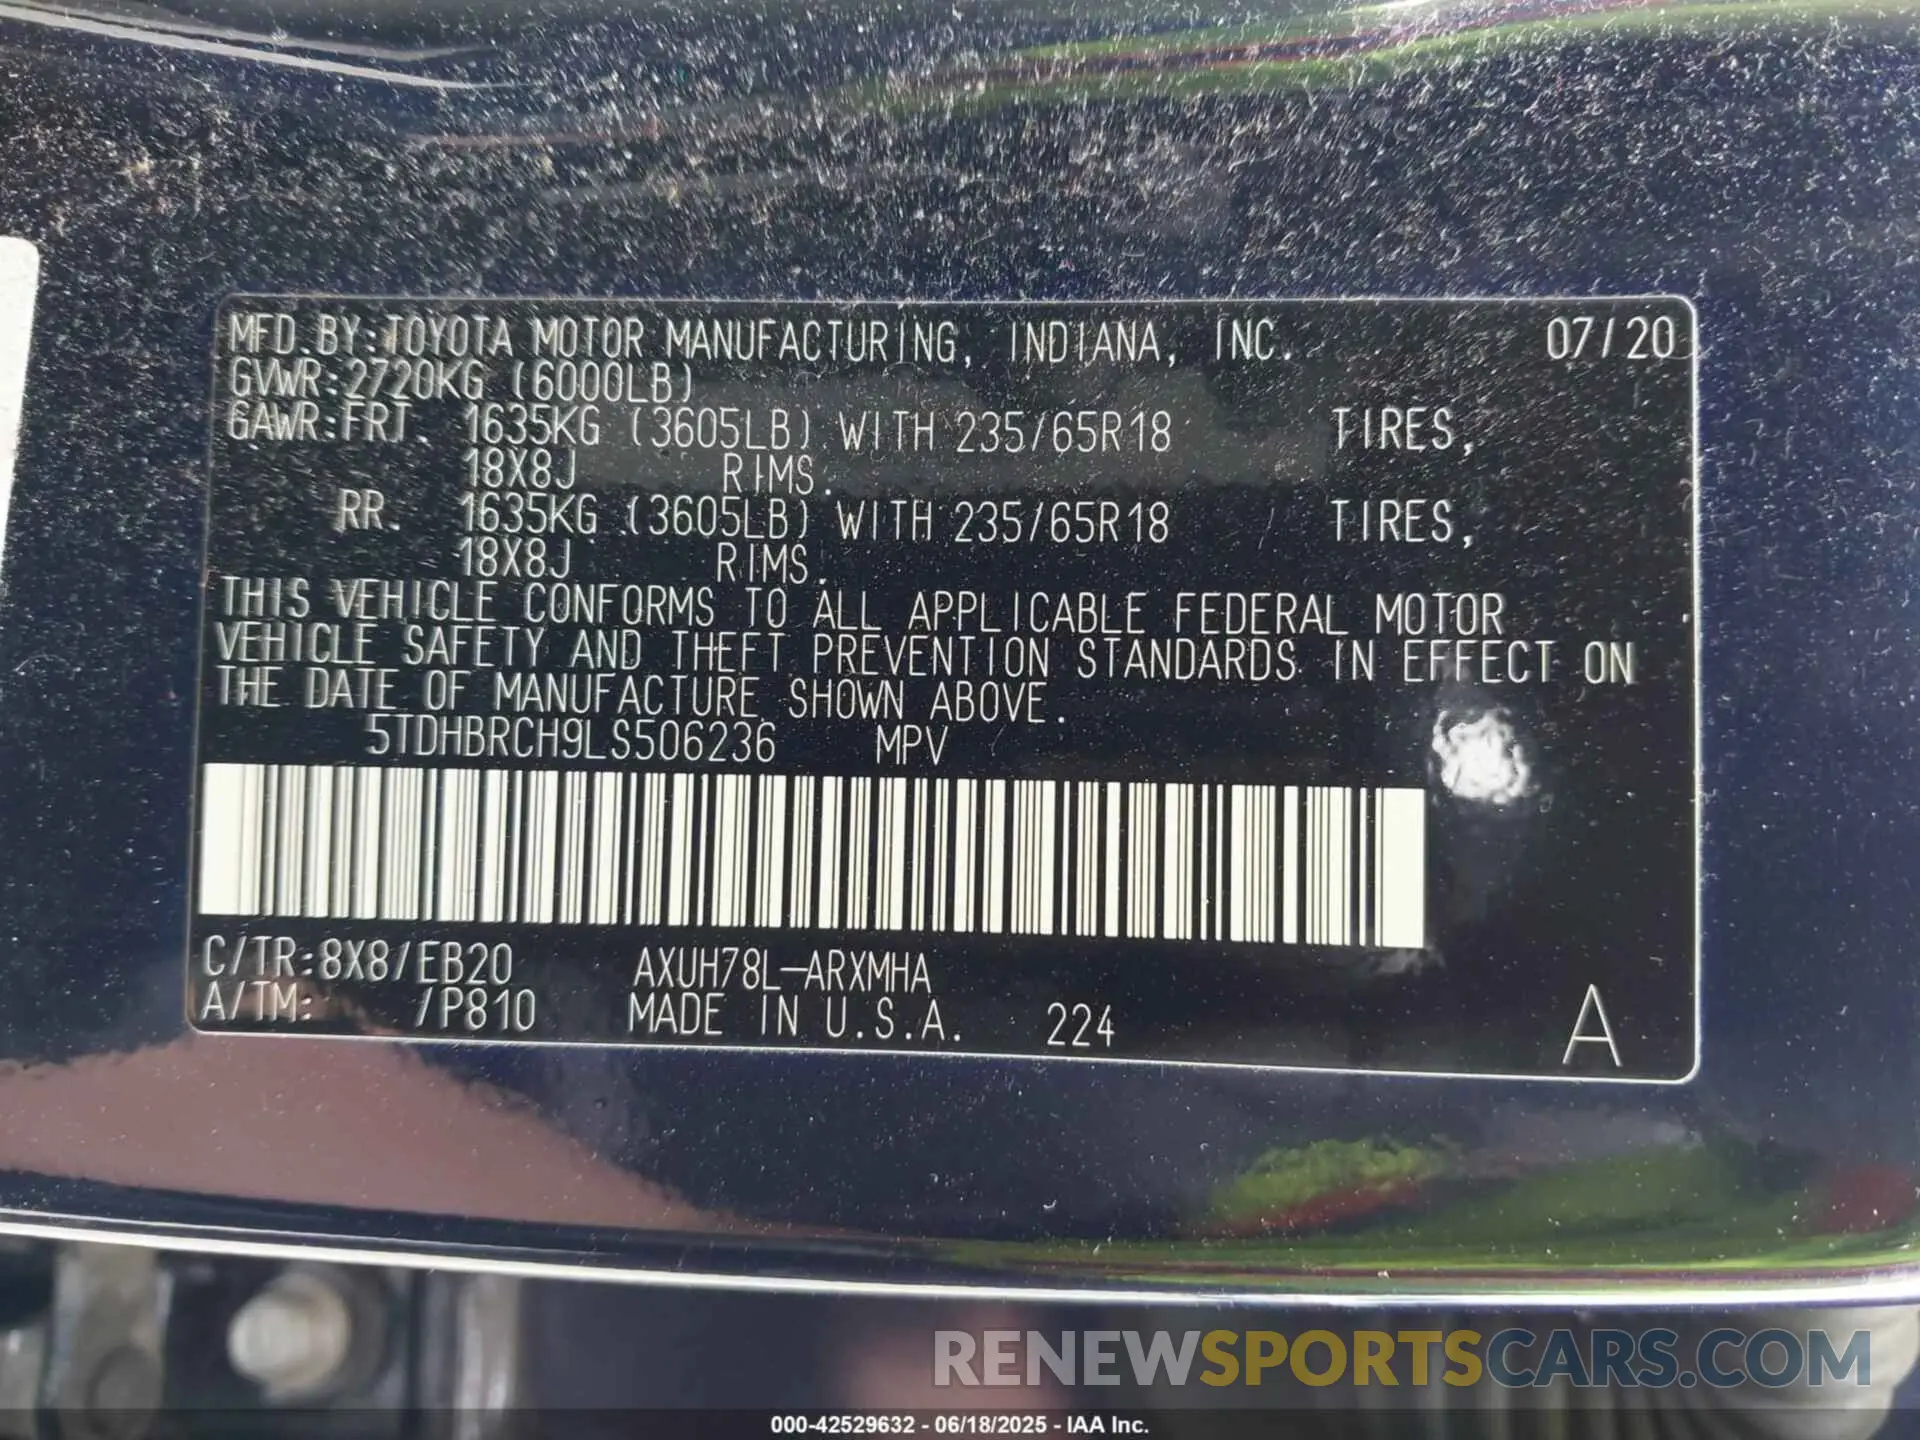 MFD.BY:TOYOTA MOTOR MANUFACTURING, INDIANA, INC. 07/20
GVWR:2720KG (6000LB)
GAWR:FRT. 1635KG (3605LB) WITH 235/65R18 TIRES,
18X8J RIMS.
RR. 1635KG (3605LB) WITH 235/65R18 TIRES,
18X8J RIMS.
THIS VEHICLE CONFORMS TO ALL APPLICABLE FEDERAL MOTOR
VEHICLE SAFETY AND THEFT PREVENTION STANDARDS IN EFFECT ON
THE DATE OF MANUFACTURE SHOWN ABOVE.
5TDHBRCH9LS506236 MPV
C/TR:8X8/EB20 AXUH78L-ARXMHA
A/TM: /P810 MADE IN U.S.A. 224 A
RENEWSPORTSCARS.COM
000-42529632 - 06/18/2025 - IAA Inc.